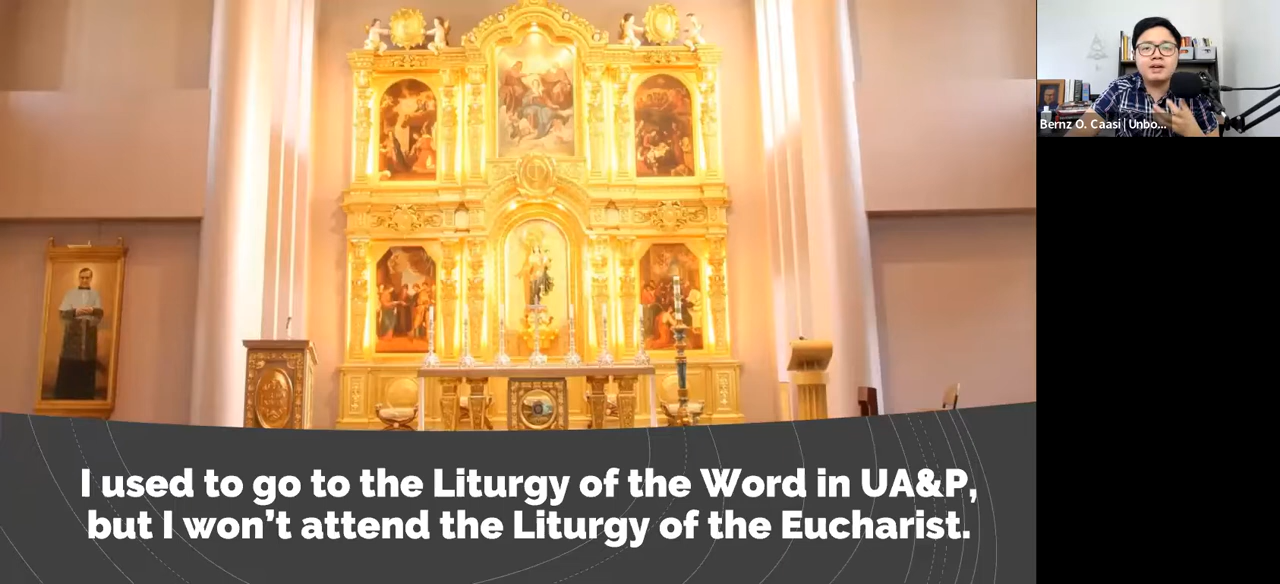 Bernz O. Caasi | Unbo...
I used to go to the Liturgy of the Word in UA&P,
but I won't attend the Liturgy of the Eucharist.